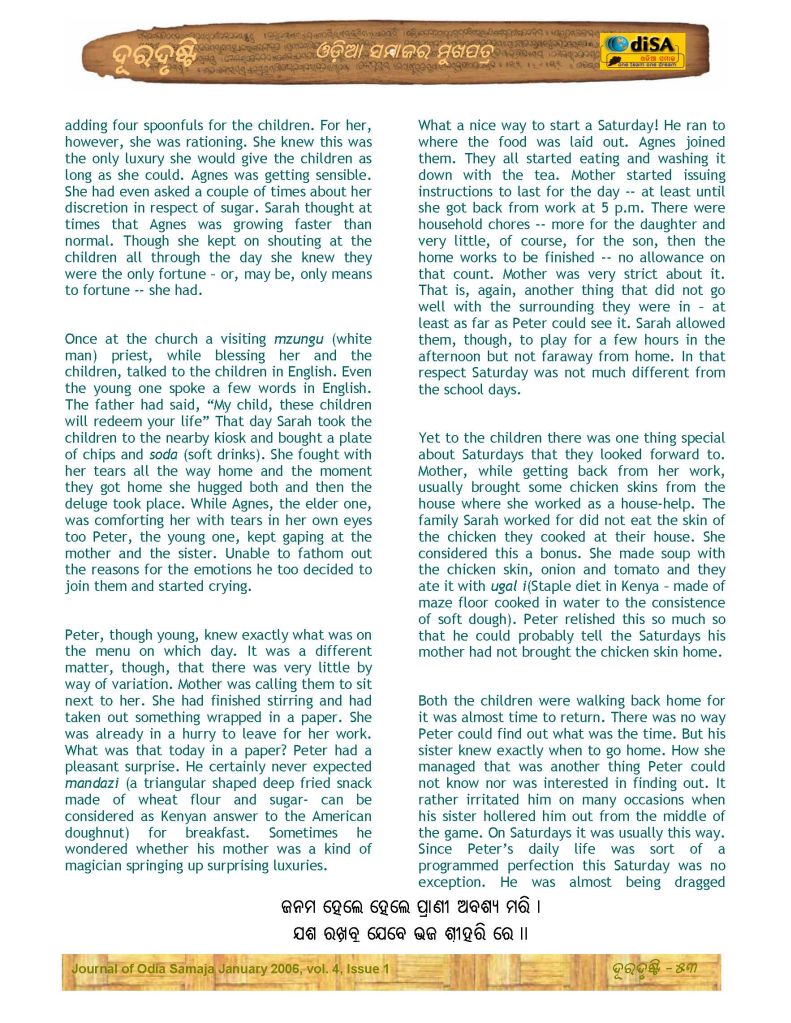 ଦୂରଦୃଷ୍ଟି
ଓଡ଼ିଆ ସମାଜର ମୁଖପତ୍ର
diSA
ଓଡ଼ିଆ ସମାଜ
one team one dream
adding four spoonfuls for the children. For her,
however, she was rationing. She knew this was
the only luxury she would give the children as
long as she could. Agnes was getting sensible.
She had even asked a couple of times about her
discretion in respect of sugar. Sarah thought at
times that Agnes was growing faster than
normal. Though she kept on shouting at the
children all through the day she knew they
were the only fortune – or, may be, only means
to fortune -- she had.
Once at the church a visiting mzungu (white
man) priest, while blessing her and the
children, talked to the children in English. Even
the young one spoke a few words in English.
The father had said, “My child, these children
will redeem your life” That day Sarah took the
children to the nearby kiosk and bought a plate
of chips and soda (soft drinks). She fought with
her tears all the way home and the moment
they got home she hugged both and then the
deluge took place. While Agnes, the elder one,
was comforting her with tears in her own eyes
too Peter, the young one, kept gaping at the
mother and the sister. Unable to fathom out
the reasons for the emotions he too decided to
join them and started crying.
Peter, though young, knew exactly what was on
the menu on which day. It was a different
matter, though, that there was very little by
way of variation. Mother was calling them to sit
next to her. She had finished stirring and had
taken out something wrapped in a paper. She
was already in a hurry to leave for her work.
What was that today in a paper? Peter had a
pleasant surprise. He certainly never expected
mandazi (a triangular shaped deep fried snack
made of wheat flour and sugar- can be
considered as Kenyan answer to the American
doughnut) for breakfast. Sometimes he
wondered whether his mother was a kind of
magician springing up surprising luxuries.
What a nice way to start a Saturday! He ran to
where the food was laid out. Agnes joined
them. They all started eating and washing it
down with the tea. Mother started issuing
instructions to last for the day -- at least until
she got back from work at 5 p.m. There were
household chores -- more for the daughter and
very little, of course, for the son, then the
home works to be finished -- no allowance on
that count. Mother was very strict about it.
That is, again, another thing that did not go
well with the surrounding they were in – at
least as far as Peter could see it. Sarah allowed
them, though, to play for a few hours in the
afternoon but not faraway from home. In that
respect Saturday was not much different from
the school days.
Yet to the children there was one thing special
about Saturdays that they looked forward to.
Mother, while getting back from her work,
usually brought some chicken skins from the
house where she worked as a house-help. The
family Sarah worked for did not eat the skin of
the chicken they cooked at their house. She
considered this a bonus. She made soup with
the chicken skin, onion and tomato and they
ate it with ugal i(Staple diet in Kenya – made of
maze floor cooked in water to the consistence
of soft dough). Peter relished this so much so
that he could probably tell the Saturdays his
mother had not brought the chicken skin home.
Both the children were walking back home for
it was almost time to return. There was no way
Peter could find out what was the time. But his
sister knew exactly when to go home. How she
managed that was another thing Peter could
not know nor was interested in finding out. It
rather irritated him on many occasions when
his sister hollered him out from the middle of
the game. On Saturdays it was usually this way.
Since Peter’s daily life was sort of a
programmed perfection this Saturday was no
exception. He was almost being dragged
ଜନମ ହେଲେ ହେଲେ ପ୍ରାଣୀ ଅବଶ୍ୟ ମରି ।
ଯଶ ରଖିବୁ ଯେବେ ଭଜ ଶ୍ରୀହରି ରେ ॥
Journal of Odia Samaja January 2006, vol. 4, Issue 1
ଦୂରଦୃଷ୍ଟି - ୫୩